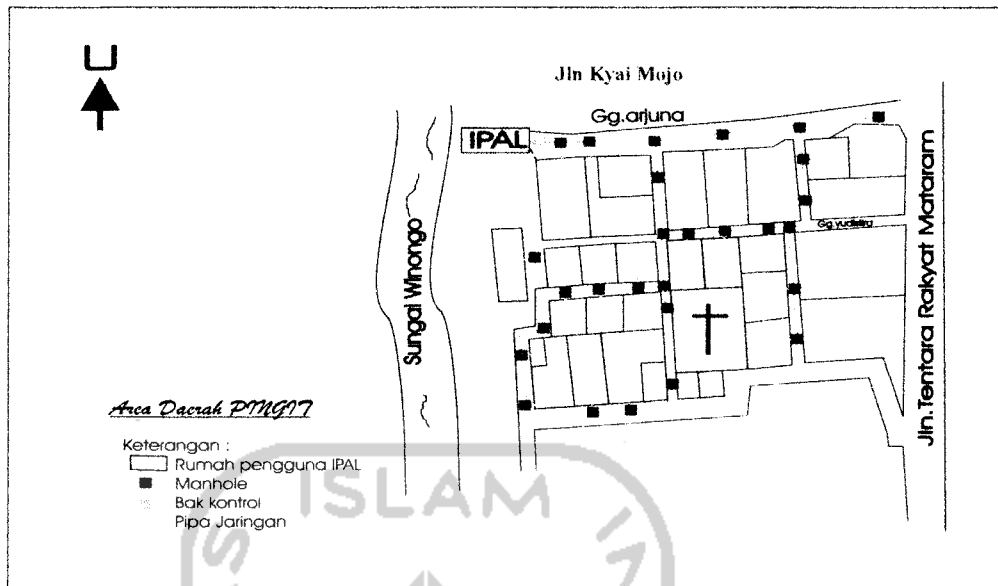 U
Jln Kyai Mojo
Gg.arjuna
IPAL
Gg.yudistira
Sungai Winongo
Jln.Tentara Rakyat Mataram
Area Daerah PINGIT
Keterangan :
Rumah pengguna IPAL
Manhole
Bak kontrol
Pipa Jaringan
ISLAM